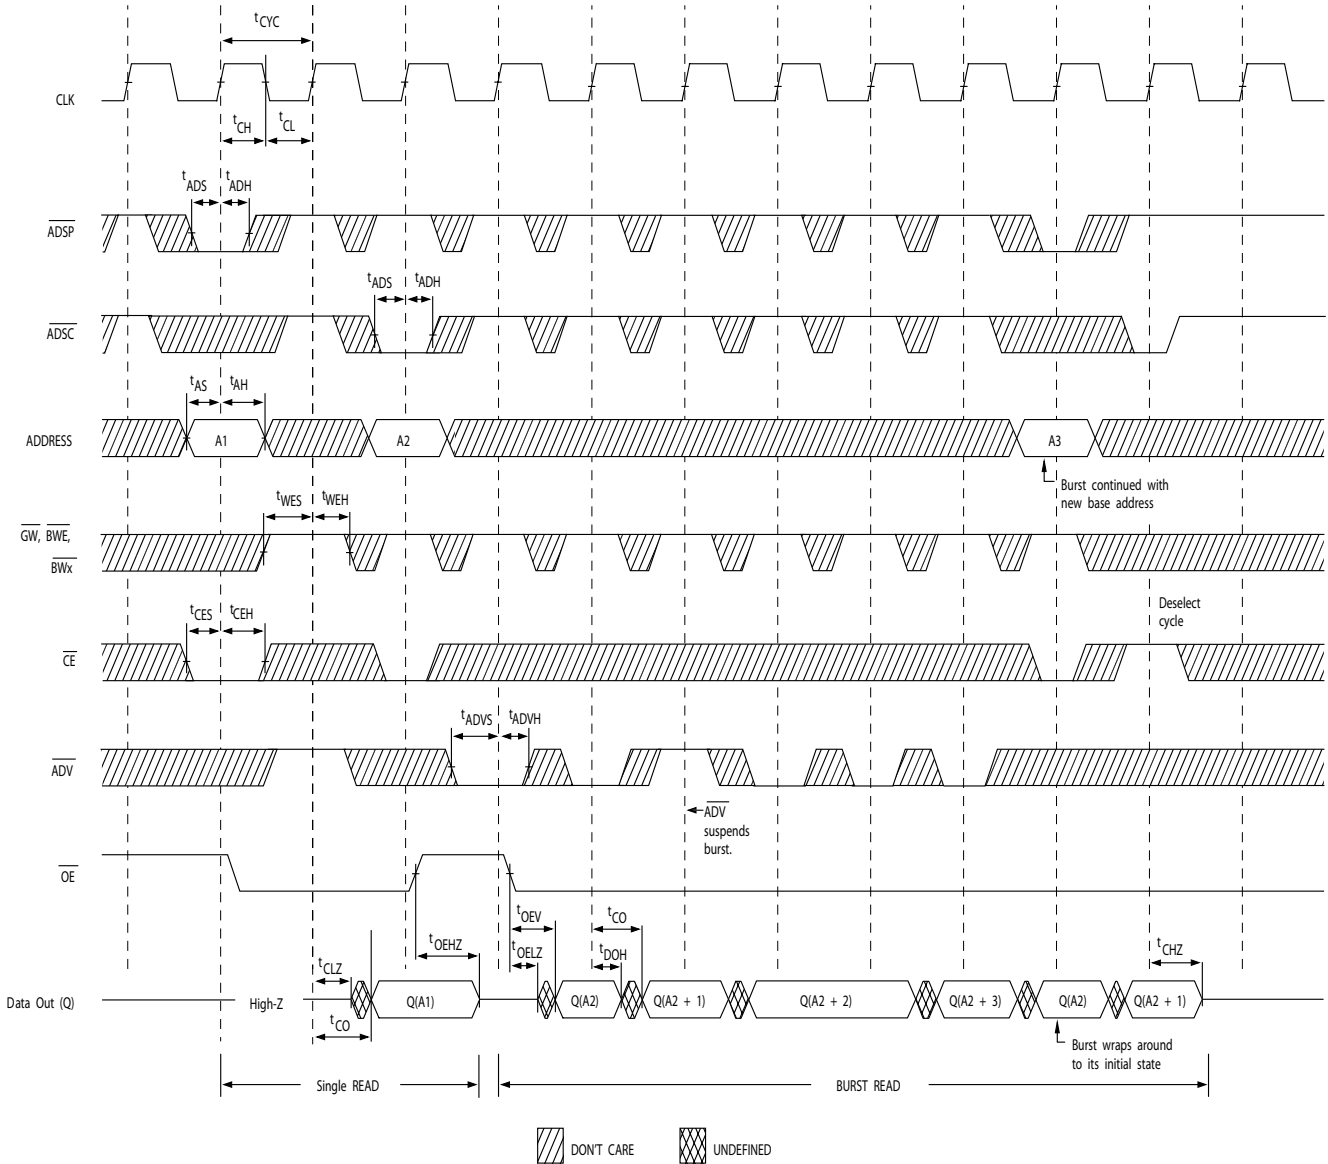 tCYC
CLK
tCH
tCL
tADS
tADH
ADSP
tADS
tADH
ADSC
tAS
tAH
ADDRESS
A1
A2
A3
Burst continued with
new base address
tWES
tWEH
GW, BWE,
BWx
Deselect
cycle
tCES
tCEH
CE
tADVS
tADVH
ADV
ADV
suspends
burst.
OE
tOEV
tCO
tOEHZ
tOELZ
tDOH
tCHZ
tCLZ
Data Out (Q)
High-Z
Q(A1)
Q(A2)
Q(A2 + 1)
Q(A2 + 2)
Q(A2 + 3)
Q(A2)
Q(A2 + 1)
tCO
Burst wraps around
to its initial state
Single READ
BURST READ
DON'T CARE
UNDEFINED